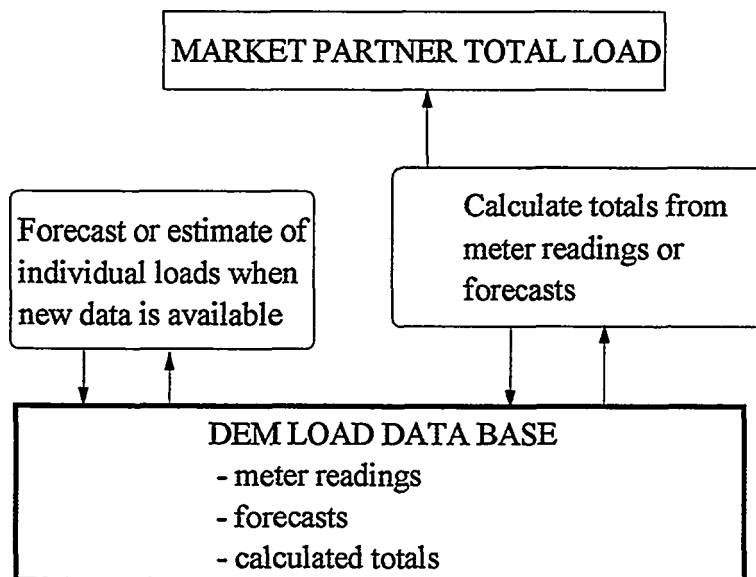 MARKET PARTNER TOTAL LOAD
Forecast or estimate of
individual loads when
new data is available
Calculate totals from
meter readings or
forecasts
DEM LOAD DATA BASE
- meter readings
- forecasts
- calculated totals